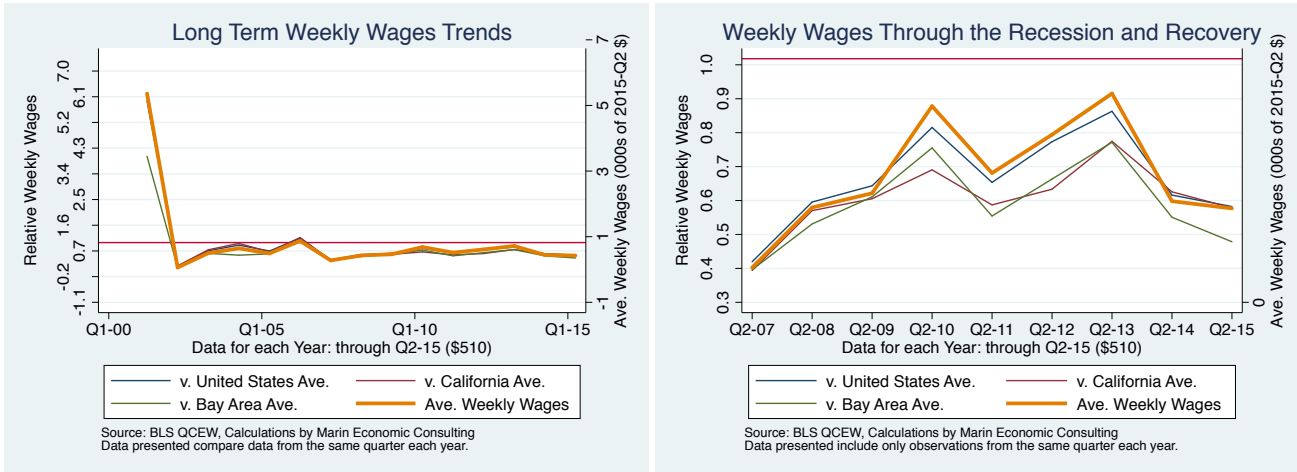 Long Term Weekly Wages Trends
Relative Weekly Wages
7.0
6.1
5.2
4.3
3.4
2.5
1.6
0.7
-0.2
-1.1
7
5
3
1
-1
Ave. Weekly Wages (000s of 2015-Q2 $)
Q1-00 Q1-05 Q1-10 Q1-15
Data for each Year: through Q2-15 ($510)
v. United States Ave. v. California Ave.
v. Bay Area Ave. Ave. Weekly Wages
Source: BLS QCEW, Calculations by Marin Economic Consulting
Data presented compare data from the same quarter each year.
Weekly Wages Through the Recession and Recovery
Relative Weekly Wages
1.0
0.9
0.8
0.7
0.6
0.5
0.4
0.3
0
Ave. Weekly Wages (000s of 2015-Q2 $)
Q2-07 Q2-08 Q2-09 Q2-10 Q2-11 Q2-12 Q2-13 Q2-14 Q2-15
Data for each Year: through Q2-15 ($510)
v. United States Ave. v. California Ave.
v. Bay Area Ave. Ave. Weekly Wages
Source: BLS QCEW, Calculations by Marin Economic Consulting
Data presented include only observations from the same quarter each year.